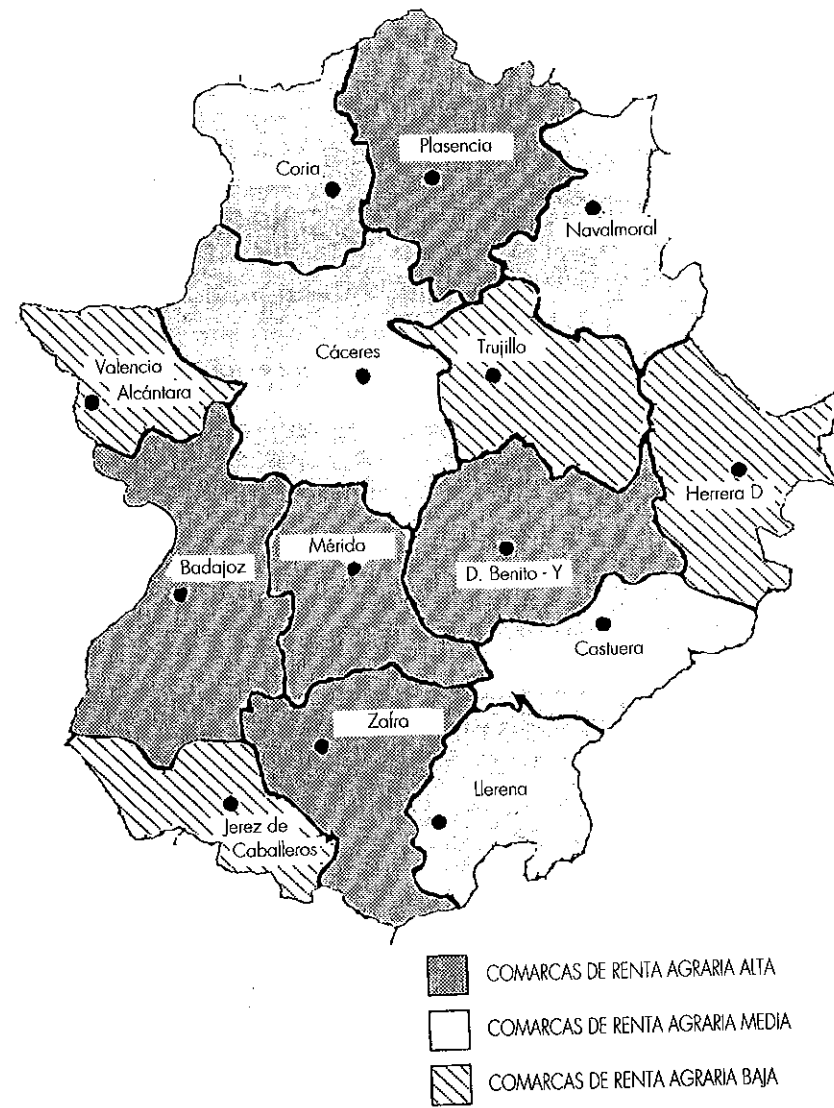 Plasencia
Coria
Navalmoral
Valencia
Alcántara
Cáceres
Trujillo
Herrera D
Badajoz
Mérida
D. Benito - Y
Castuera
Zafra
Llerena
Jerez de
Caballeros
COMARCAS DE RENTA AGRARIA ALTA
COMARCAS DE RENTA AGRARIA MEDIA
COMARCAS DE RENTA AGRARIA BAJA